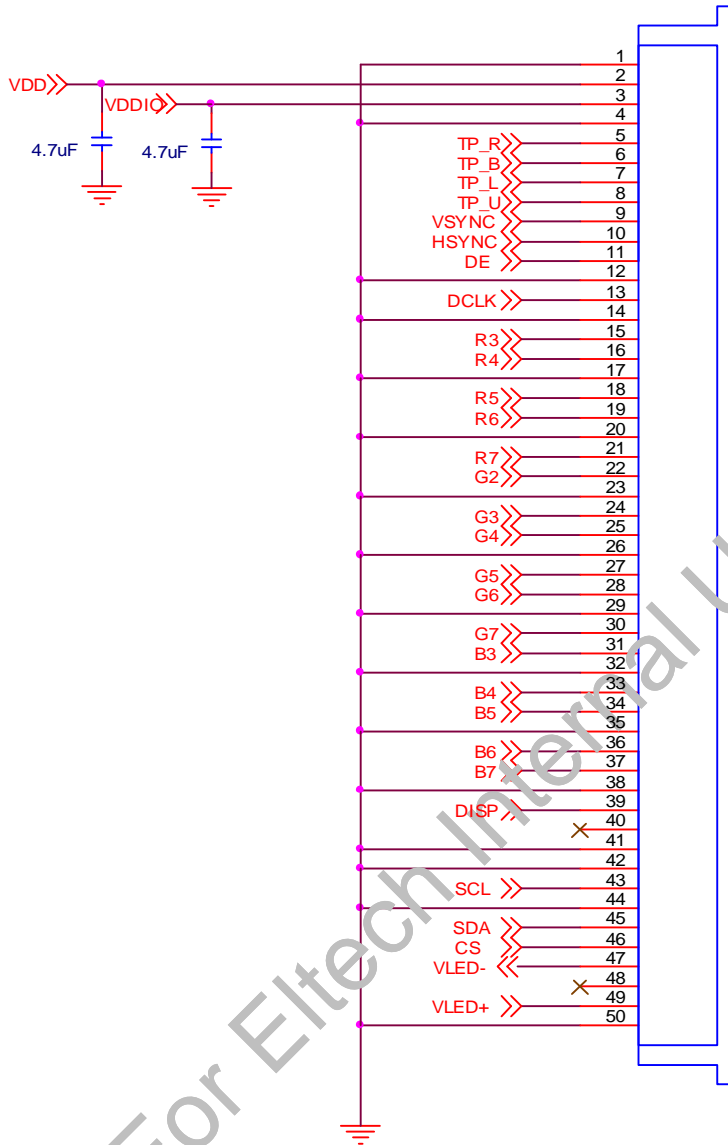 1
VDD 2
VDDIO 3
4
4.7uF 4.7uF
TP_R 5
TP_B 6
TP_L 7
TP_U 8
VSYNC 9
HSYNC 10
DE 11
12
DCLK 13
14
R3 15
R4 16
17
R5 18
R6 19
20
R7 21
G2 22
23
G3 24
G4 25
26
G5 27
G6 28
29
G7 30
B3 31
32
B4 33
B5 34
35
B6 36
B7 37
38
DISP 39
40
41
42
SCL 43
44
SDA 45
CS 46
VLED- 47
48
VLED+ 49
50
For Eltech Internal